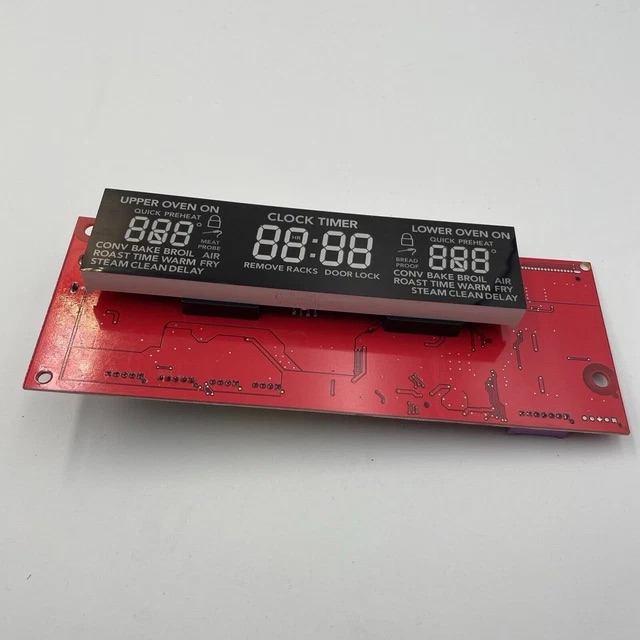 UPPER OVEN ON
QUICK PREHEAT
888°
MEAT
PROBE
CONV BAKE BROIL AIR
ROAST TIME WARM FRY
STEAM CLEAN DELAY
CLOCK TIMER
88:88
HR
REMOVE RACKS DOOR LOCK
LOWER OVEN ON
QUICK PREHEAT
888°
BREAD
PROOF
CONV BAKE BROIL AIR
ROAST TIME WARM FRY
STEAM CLEAN DELAY